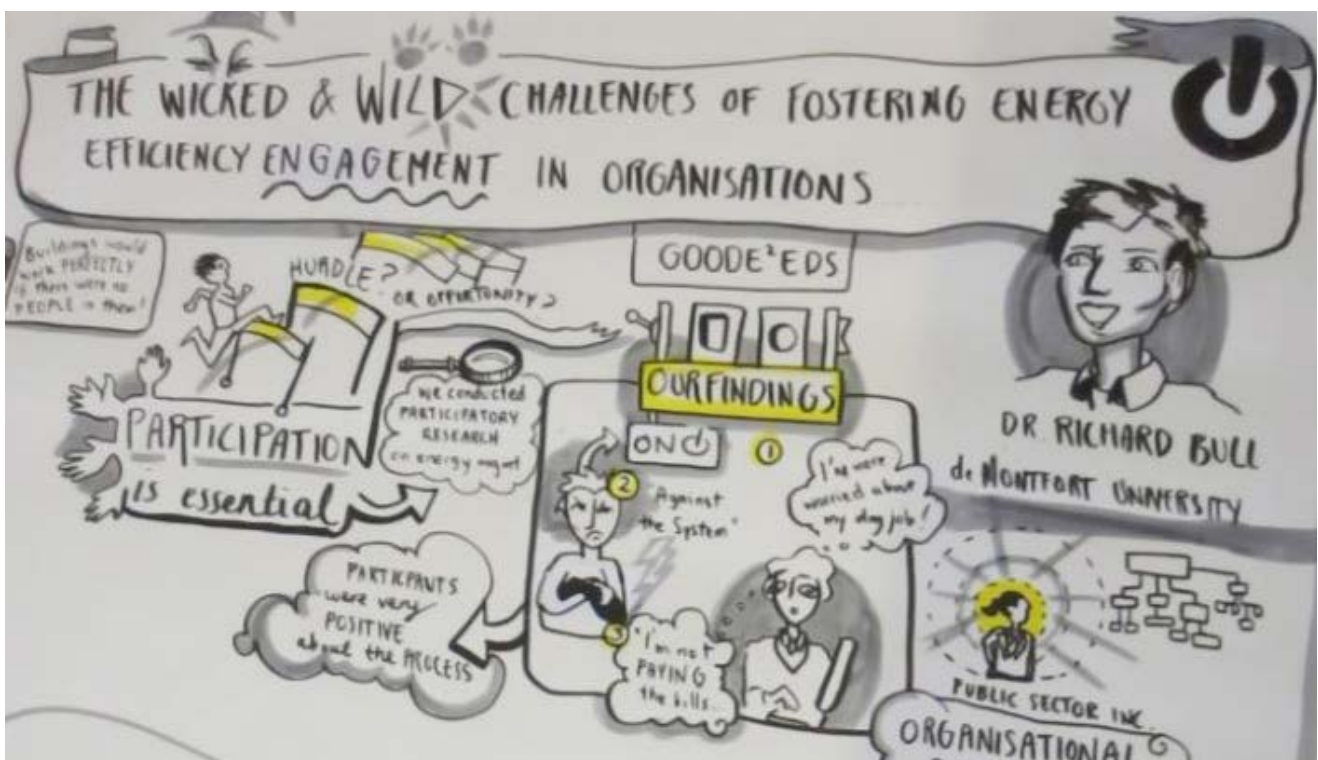 THE WICKED & WILD CHALLENGES OF FOSTERING ENERGY
EFFICIENCY ENGAGEMENT IN ORGANISATIONS
Buildings would
work PERFECTLY
if there were no
PEOPLE in them!
HURDLE?
OR OPPORTUNITY?
PARTICIPATION
is essential
We conducted
PARTICIPATORY
RESEARCH
on energy mgmt
GOODE²EDS
OUR FINDINGS
ON
1
I'm more
worried about
my day job!
2
Against
the System"
3
"I'm not
PAYING
the bills.
PARTICPANTS
were very
POSITIVE
about the PROCESS
DR. RICHARD BULL
de MONTFORT UNIVERSITY
PUBLIC SECTOR INC.
ORGANISATIONAL